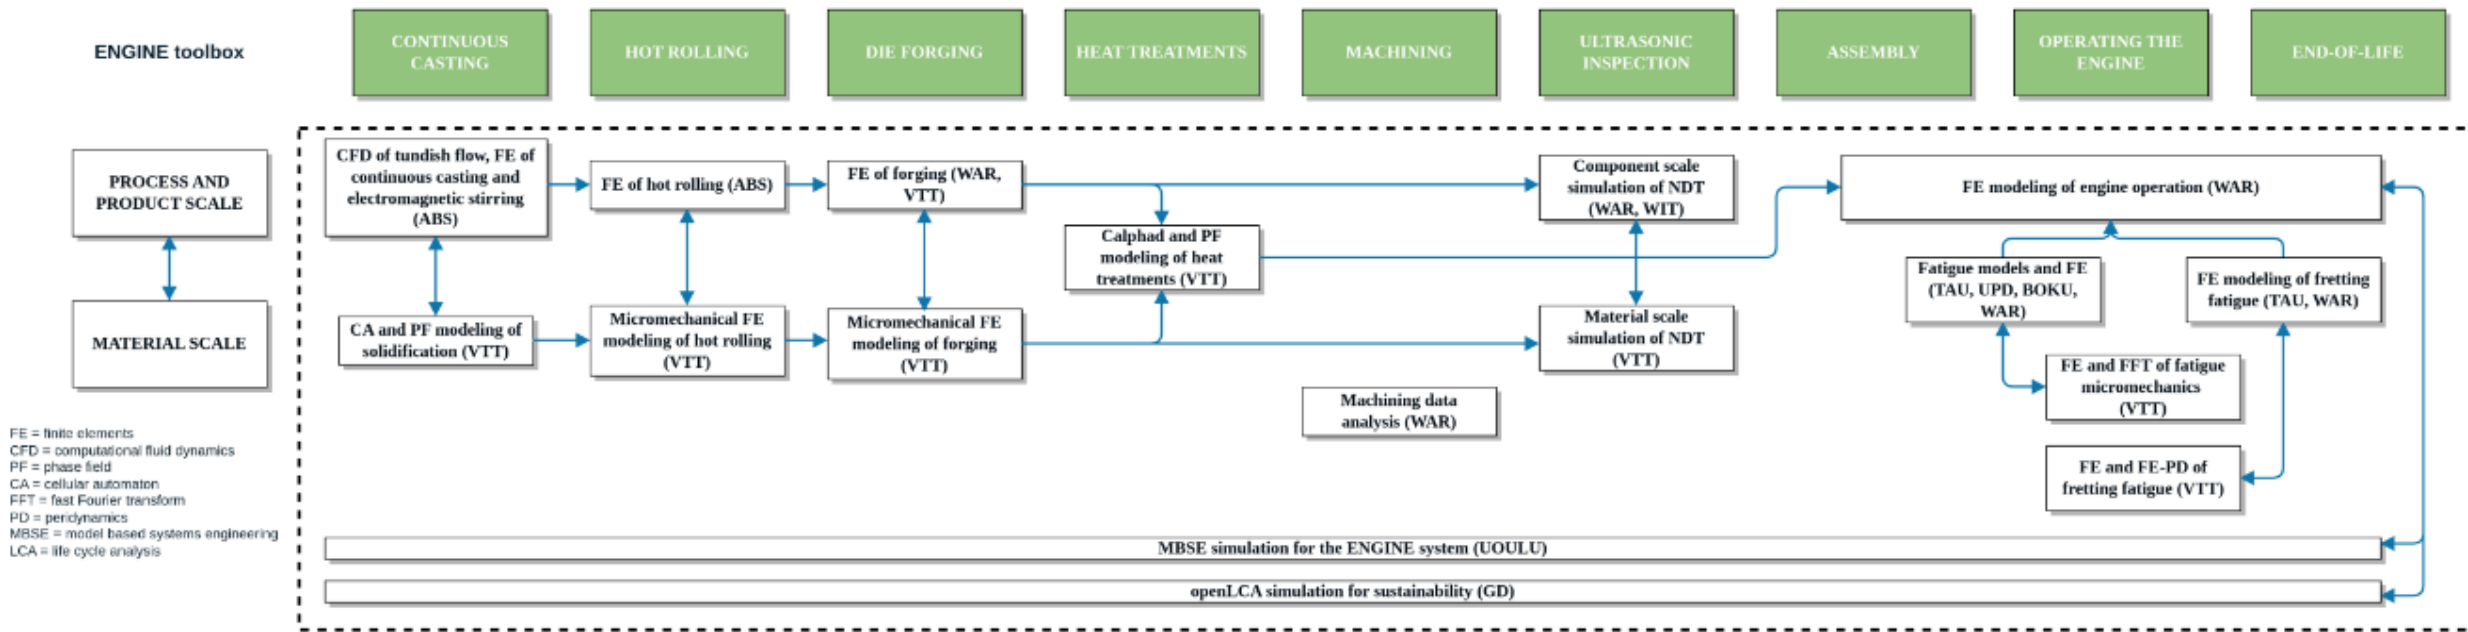 ENGINE toolbox
CONTINUOUS
CASTING
HOT ROLLING
DIE FORGING
HEAT TREATMENTS
MACHINING
ULTRASONIC
INSPECTION
ASSEMBLY
OPERATING THE
ENGINE
END-OF-LIFE
PROCESS AND
PRODUCT SCALE
MATERIAL SCALE
CFD of tundish flow, FE of
continuous casting and
electromagnetic stirring
(ABS)
FE of hot rolling (ABS)
FE of forging (WAR,
VTT)
Calphad and PF
modeling of heat
treatments (VTT)
Component scale
simulation of NDT
(WAR, WIT)
FE modeling of engine operation (WAR)
CA and PF modeling of
solidification (VTT)
Micromechanical FE
modeling of hot rolling
(VTT)
Micromechanical FE
modeling of forging
(VTT)
Material scale
simulation of NDT
(VTT)
Fatigue models and FE
(TAU, UPD, BOKU,
WAR)
FE modeling of fretting
fatigue (TAU, WAR)
Machining data
analysis (WAR)
FE and FFT of fatigue
micromechanics
(VTT)
FE and FE-PD of
fretting fatigue (VTT)
FE = finite elements
CFD = computational fluid dynamics
PF = phase field
CA = cellular automaton
FFT = fast Fourier transform
PD = peridynamics
MBSE = model based systems engineering
LCA = life cycle analysis
MBSE simulation for the ENGINE system (UOULU)
openLCA simulation for sustainability (GD)